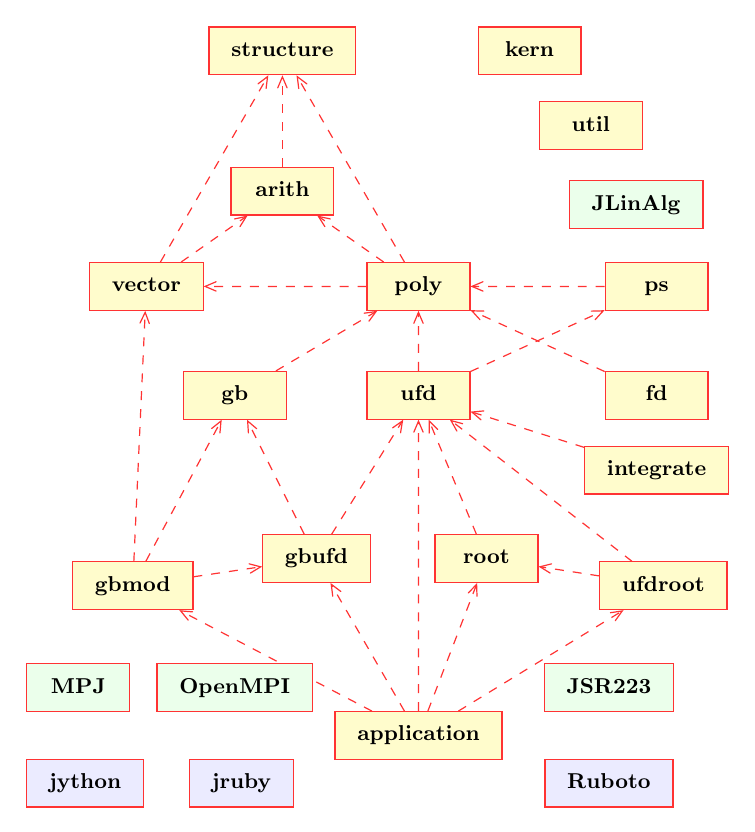 structure
kern
util
arith
JLinAlg
vector
poly
ps
gb
ufd
fd
integrate
gbufd
root
gbmod
ufdroot
MPJ
OpenMPI
JSR223
application
jython
jruby
Ruboto